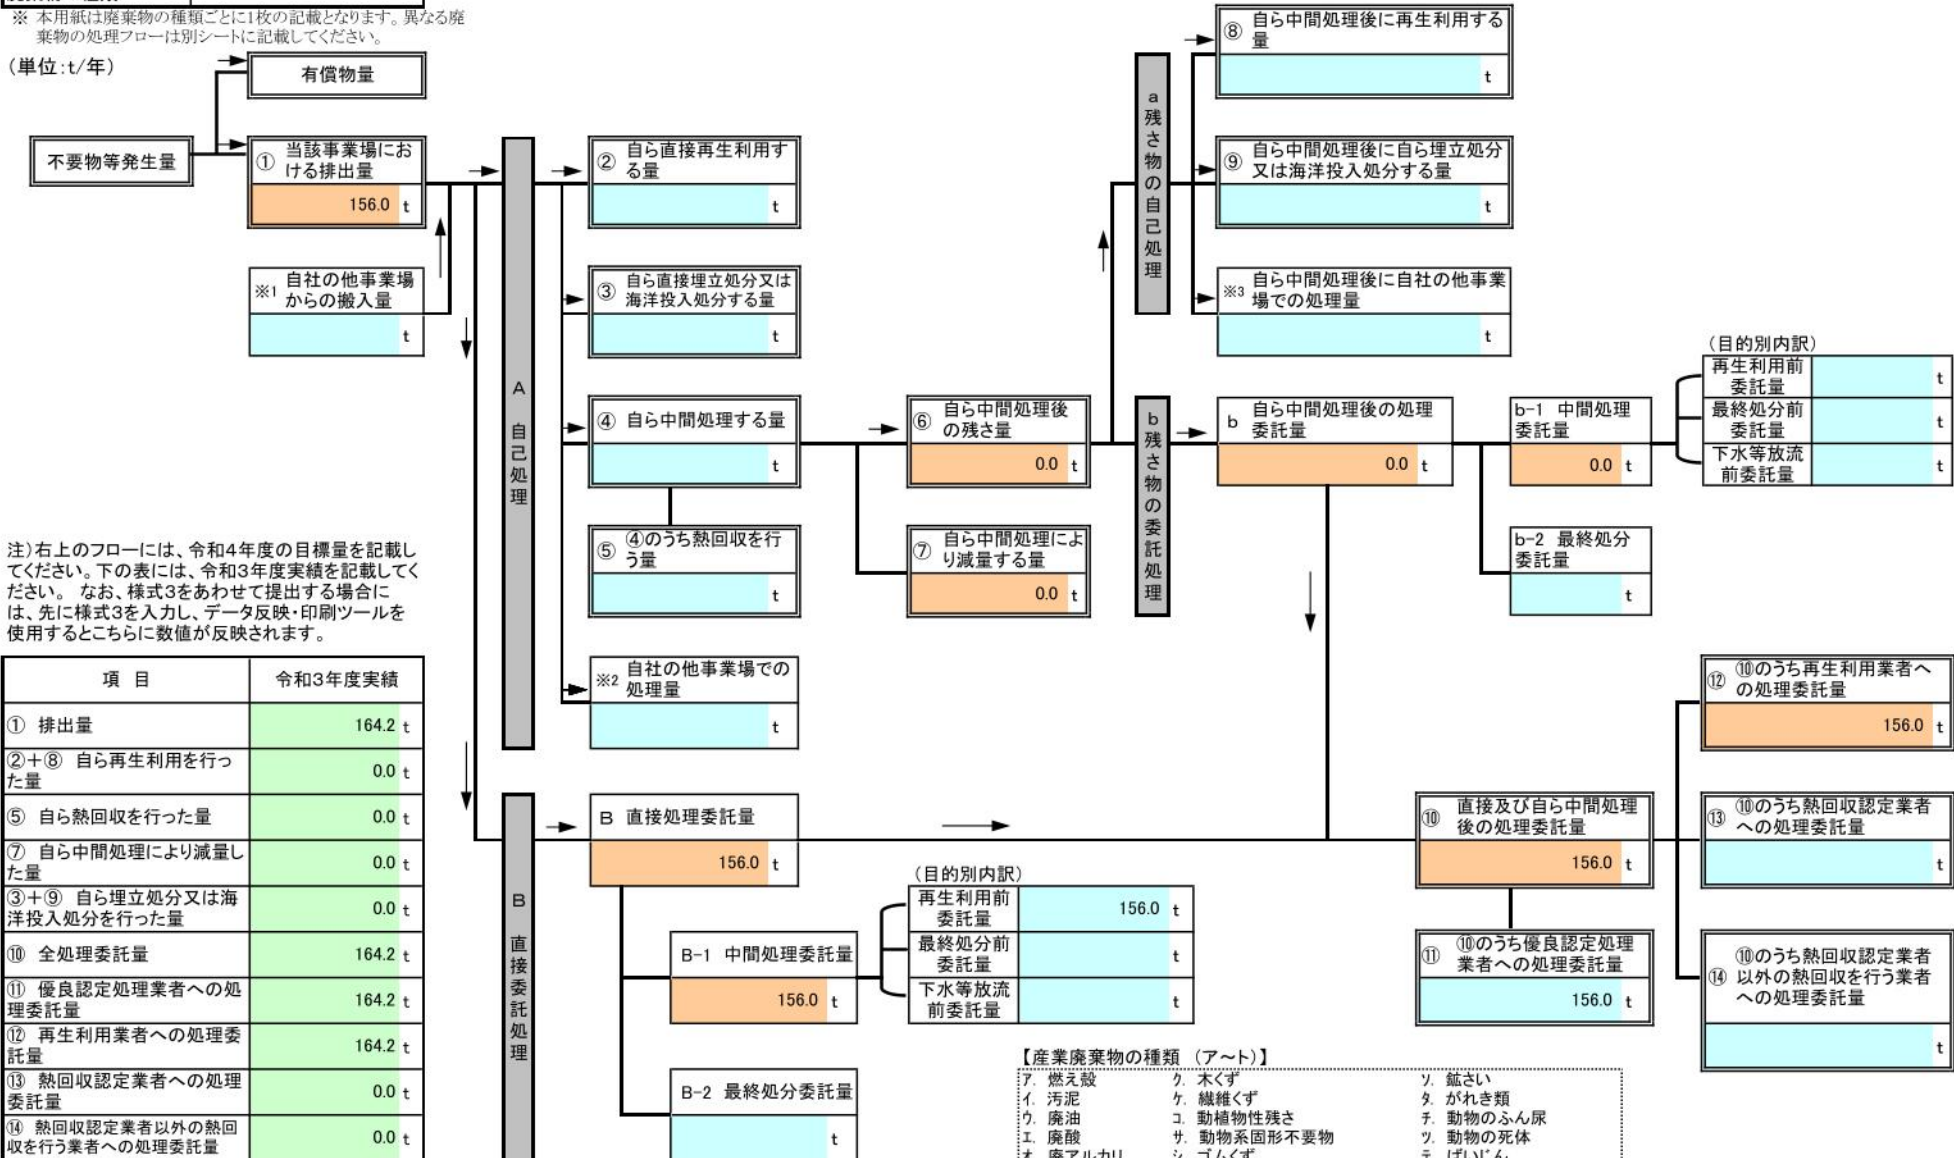 ※ 本用紙は廃棄物の種類ごとに1枚の記載となります。異なる廃
棄物の処理フローは別シートに記載してください。
(単位:t/年)
有償物量
不要物等発生量
① 当該事業場にお
ける排出量
156.0 t
※1 自社の他事業場
からの搬入量
t
A 自己処理
② 自ら直接再生利用す
る量
t
③ 自ら直接埋立処分又は
海洋投入処分する量
t
④ 自ら中間処理する量
t
⑤ ④のうち熱回収を行
う量
t
※2 自社の他事業場での
処理量
t
⑥ 自ら中間処理後
の残さ量
0.0 t
⑦ 自ら中間処理によ
り減量する量
0.0 t
a残さ物の自己処理
⑧ 自ら中間処理後に再生利用する
量
t
⑨ 自ら中間処理後に自ら埋立処分
又は海洋投入処分する量
t
※3 自ら中間処理後に自社の他事業
場での処理量
t
b残さ物の委託処理
b 自ら中間処理後の処理
委託量
0.0 t
b-1 中間処理
委託量
0.0 t
(目的別内訳)
再生利用前
委託量
t
最終処分前
委託量
t
下水等放流
前委託量
t
b-2 最終処分
委託量
t
注)右上のフローには、令和4年度の目標量を記載し
てください。下の表には、令和3年度実績を記載してく
ださい。 なお、様式3をあわせて提出する場合に
は、先に様式3を入力し、データ反映・印刷ツールを
使用するとこちらに数値が反映されます。
項 目 令和3年度実績
① 排出量 164.2 t
②+⑧ 自ら再生利用を行っ
た量 0.0 t
⑤ 自ら熱回収を行った量 0.0 t
⑦ 自ら中間処理により減量し
た量 0.0 t
③+⑨ 自ら埋立処分又は海
洋投入処分を行った量 0.0 t
⑩ 全処理委託量 164.2 t
⑪ 優良認定処理業者への処
理委託量 164.2 t
⑫ 再生利用業者への処理委
託量 164.2 t
⑬ 熱回収認定業者への処理
委託量 0.0 t
⑭ 熱回収認定業者以外の熱回
収を行う業者への処理委託量 0.0 t
B 直接委託処理
B 直接処理委託量
156.0 t
B-1 中間処理委託量
156.0 t
(目的別内訳)
再生利用前
委託量
156.0 t
最終処分前
委託量
t
下水等放流
前委託量
t
B-2 最終処分委託量
t
⑩ 直接及び自ら中間処理
後の処理委託量
156.0 t
⑪ ⑩のうち優良認定処理
業者への処理委託量
156.0 t
⑫ ⑩のうち再生利用業者へ
の処理委託量
156.0 t
⑬ ⑩のうち熱回収認定業者
への処理委託量
t
⑭ ⑩のうち熱回収認定業者
以外の熱回収を行う業者
への処理委託量
t
【産業廃棄物の種類 (ア～ト)】
ア. 燃え殻 ク. 木くず ソ. 鉱さい
イ. 汚泥 ケ. 繊維くず タ. がれき類
ウ. 廃油 コ. 動植物性残さ チ. 動物のふん尿
エ. 廃酸 サ. 動物系固形不要物 ツ. 動物の死体
オ. 廃アルカリ シ. ゴムくず テ. ばいじん